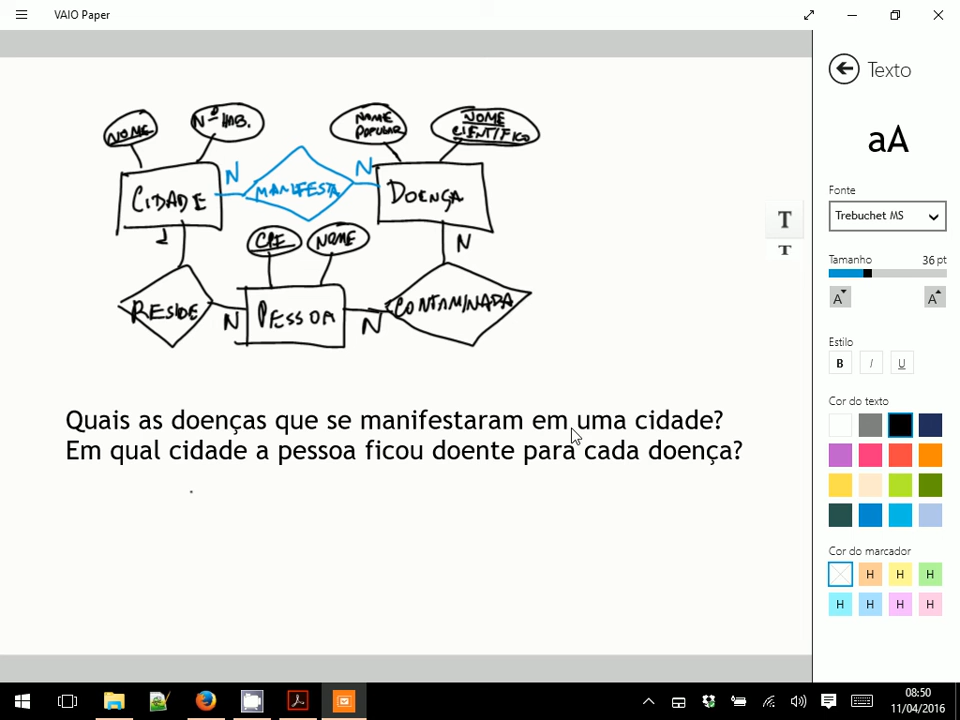 VAIO Paper
Texto
aA
Fonte
Trebuchet MS
Tamanho 36 pt
A A
Estilo
B I U
Cor do texto
Cor do marcador
H H H
H H H H
T
T
NOME Nº HAB. NOME POPULAR NOME CIENTÍFICO
CIDADE N MANIFESTA N DOENÇA
1 CPF NOME N
RESIDE N PESSOA N CONTAMINADA
Quais as doenças que se manifestaram em uma cidade?
Em qual cidade a pessoa ficou doente para cada doença?
08:50
11/04/2016